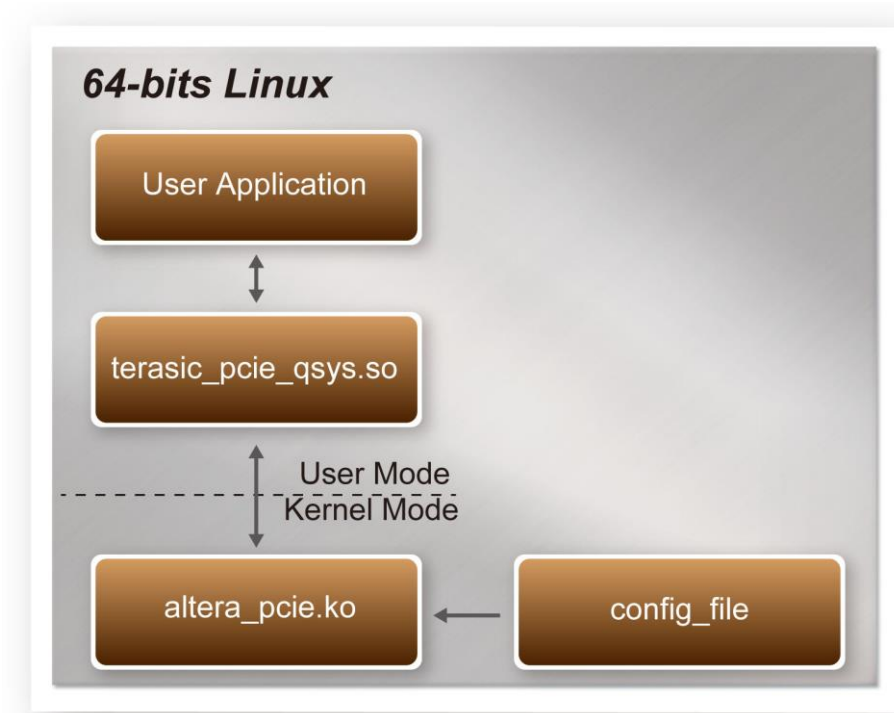 64-bits Linux
User Application
terasic_pcie_qsys.so
User Mode
Kernel Mode
altera_pcie.ko
config_file